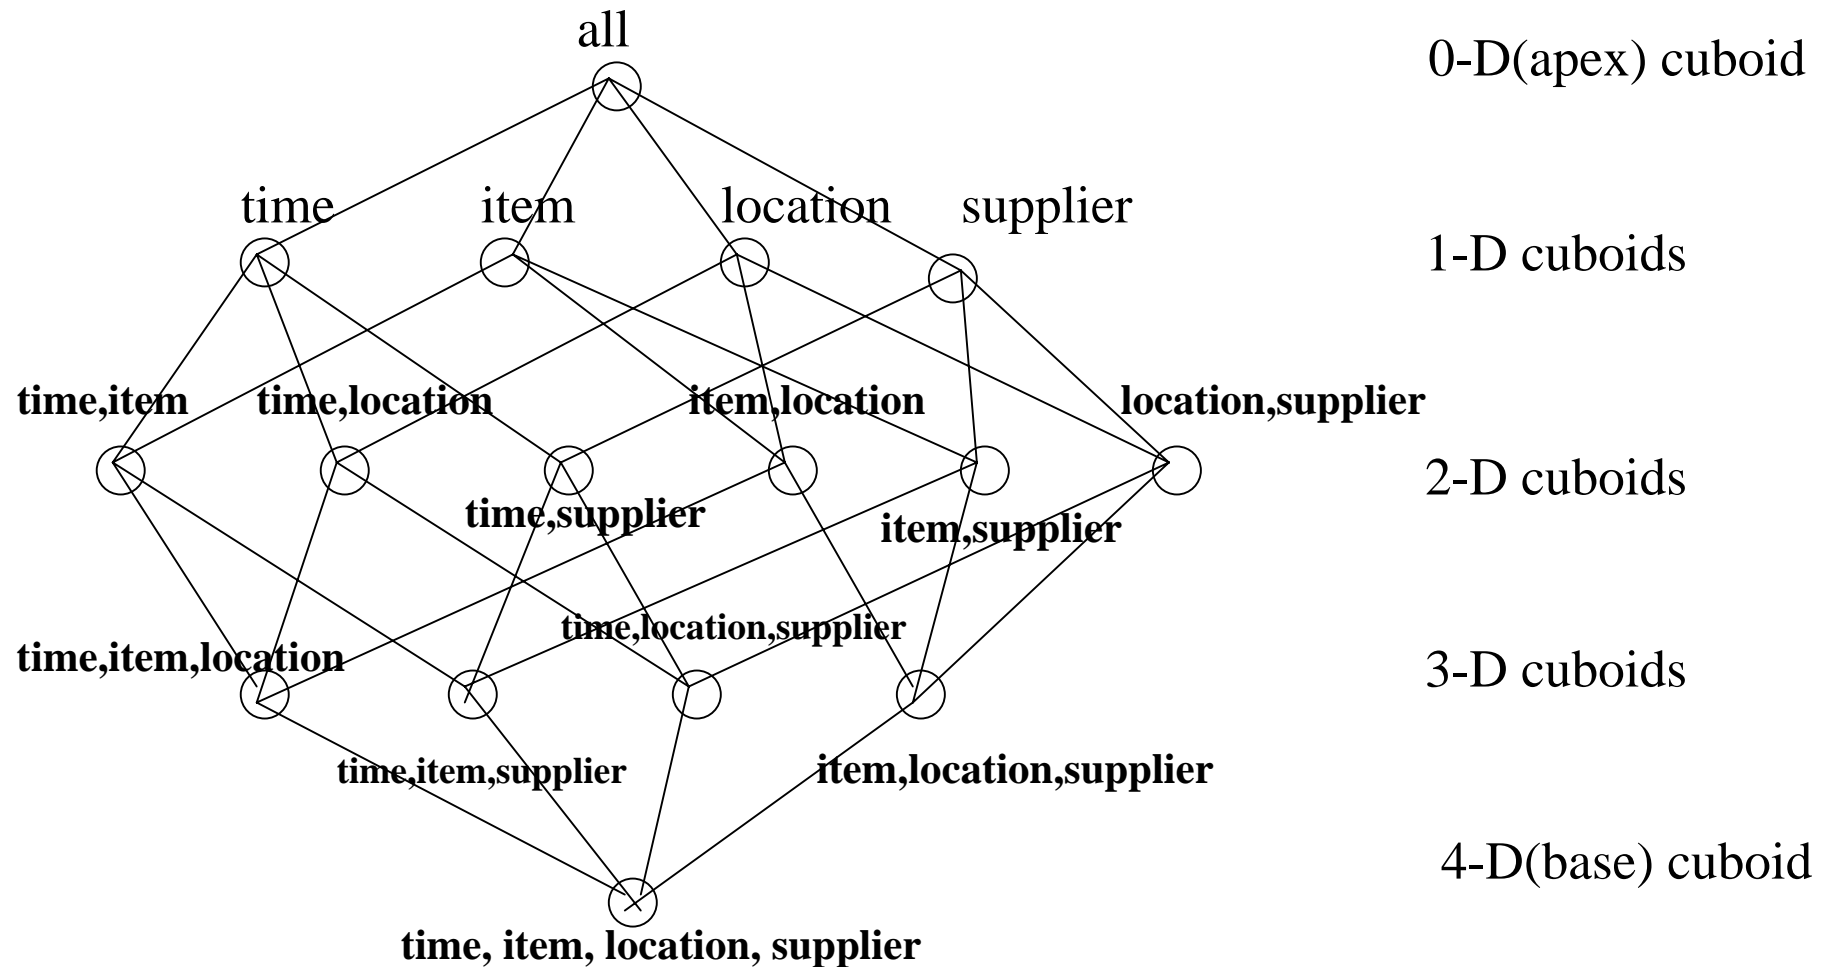 all
0-D(apex) cuboid
time
item
location
supplier
1-D cuboids
time,item
time,location
item,location
location,supplier
2-D cuboids
time,supplier
item,supplier
time,location,supplier
time,item,location
3-D cuboids
time,item,supplier
item,location,supplier
4-D(base) cuboid
time, item, location, supplier